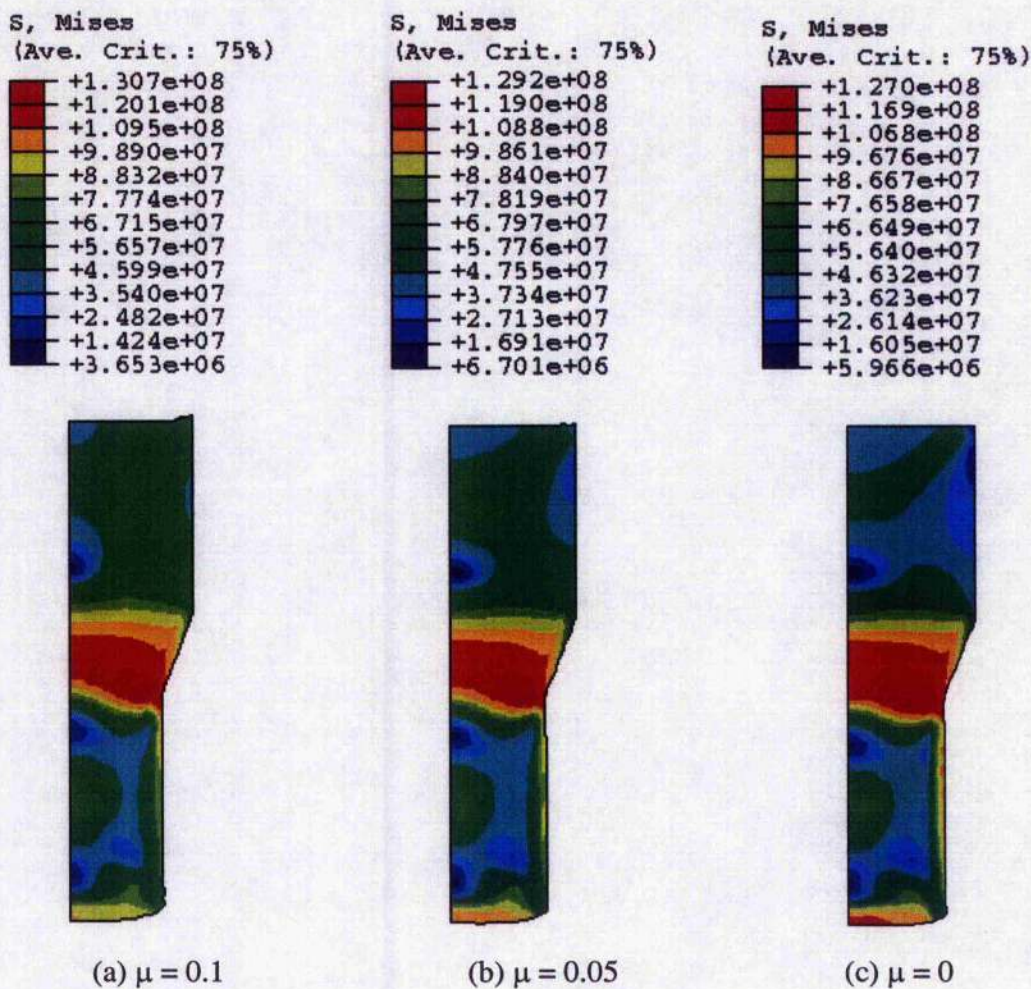 S, Mises
(Ave. Crit.: 75%)
+1.307e+08
+1.201e+08
+1.095e+08
+9.890e+07
+8.832e+07
+7.774e+07
+6.715e+07
+5.657e+07
+4.599e+07
+3.540e+07
+2.482e+07
+1.424e+07
+3.653e+06
S, Mises
(Ave. Crit.: 75%)
+1.292e+08
+1.190e+08
+1.088e+08
+9.861e+07
+8.840e+07
+7.819e+07
+6.797e+07
+5.776e+07
+4.755e+07
+3.734e+07
+2.713e+07
+1.691e+07
+6.701e+06
S, Mises
(Ave. Crit.: 75%)
+1.270e+08
+1.169e+08
+1.068e+08
+9.676e+07
+8.667e+07
+7.658e+07
+6.649e+07
+5.640e+07
+4.632e+07
+3.623e+07
+2.614e+07
+1.605e+07
+5.966e+06
(a) μ = 0.1
(b) μ = 0.05
(c) μ = 0